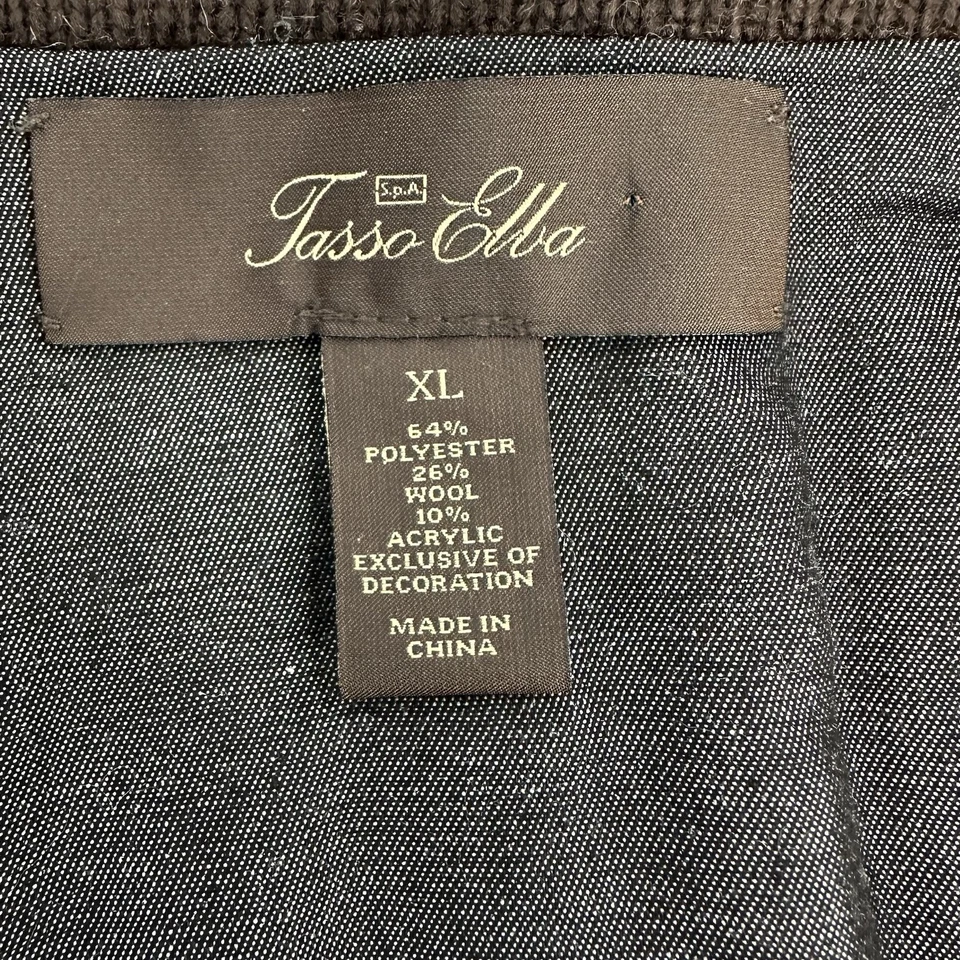 S.p.A.
Tasso Elba
XL
64%
POLYESTER
26%
WOOL
10%
ACRYLIC
EXCLUSIVE OF
DECORATION
MADE IN
CHINA